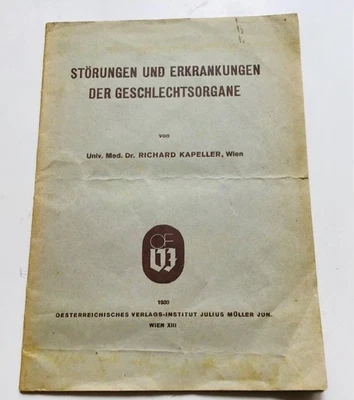 STÖRUNGEN UND ERKRANKUNGEN
DER GESCHLECHTSORGANE
von
Univ. Med. Dr. RICHARD KAPELLER, Wien
1930
OESTERREICHISCHES VERLAGS-INSTITUT JULIUS MÜLLER JUN.
WIEN XIII